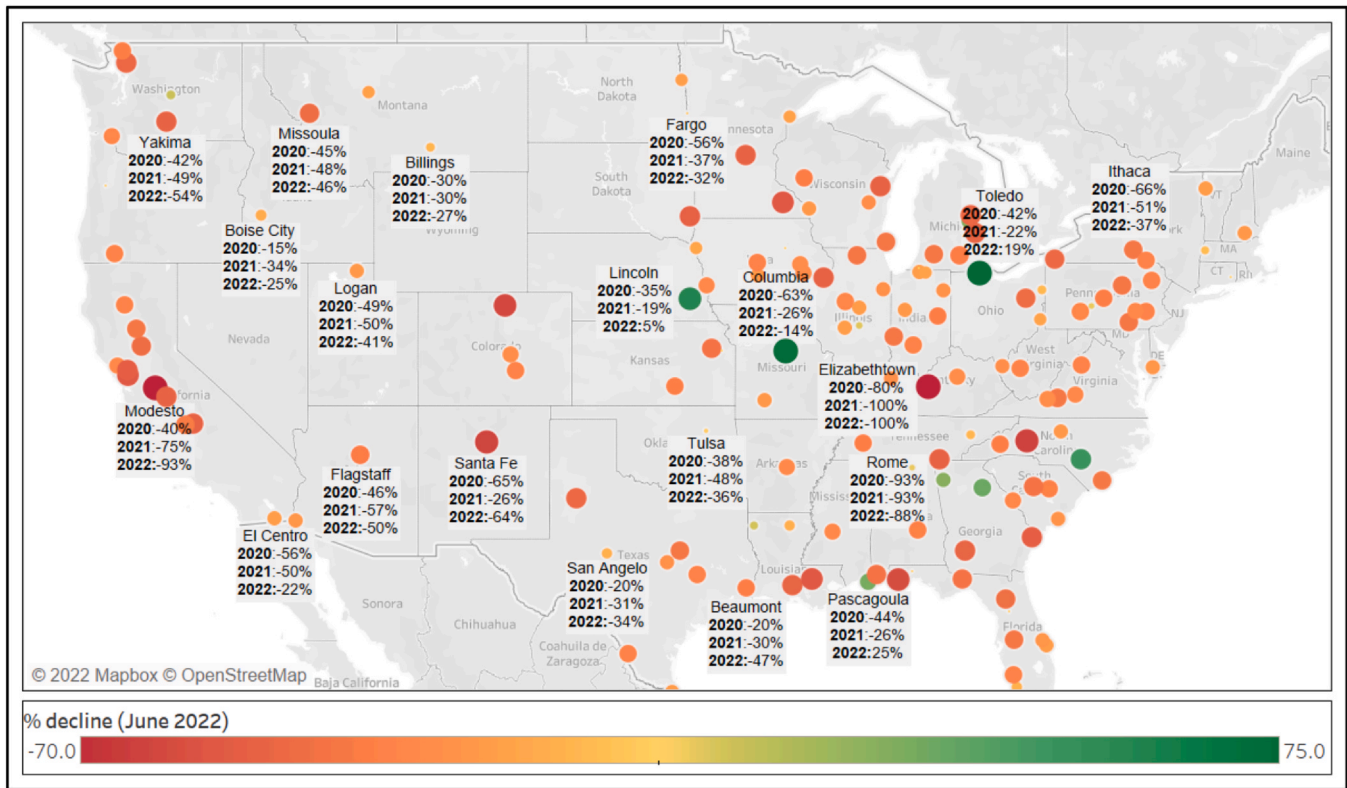 Washington
Montana
North
Dakota
Maine
Yakima
2020:-42%
2021:-49%
2022:-54%
Missoula
2020:-45%
2021:-48%
2022:-46%
Billings
2020:-30%
2021:-30%
2022:-27%
Fargo
2020:-56%
2021:-37%
2022:-32%
South
Dakota
Wisconsin
Toledo
2020:-42%
2021:-22%
2022:19%
Ithaca
2020:-66%
2021:-51%
2022:-37%
VT
MA
CT
RI
Boise City
2020:-15%
2021:-34%
2022:-25%
Wyoming
Logan
2020:-49%
2021:-50%
2022:-41%
Lincoln
2020:-35%
2021:-19%
2022:5%
Columbia
2020:-63%
2021:-26%
2022:-14%
Illinois
Indiana
Ohio
NJ
MD
DE
Nevada
Colorado
Kansas
Missouri
West
Virginia
Elizabethtown
2020:-80%
2021:-100%
2022:-100%
Modesto
2020:-40%
2021:-75%
2022:-93%
Flagstaff
2020:-46%
2021:-57%
2022:-50%
Santa Fe
2020:-65%
2021:-26%
2022:-64%
Tulsa
2020:-38%
2021:-48%
2022:-36%
Rome
2020:-93%
2021:-93%
2022:-88%
North
Carolina
South
Georgia
El Centro
2020:-56%
2021:-50%
2022:-22%
Texas
San Angelo
2020:-20%
2021:-31%
2022:-34%
Beaumont
2020:-20%
2021:-30%
2022:-47%
Pascagoula
2020:-44%
2021:-26%
2022:25%
Florida
Sonora
Chihuahua
Coahuila de
Zaragoza
Baja California
© 2022 Mapbox © OpenStreetMap
% decline (June 2022)
-70.0
75.0